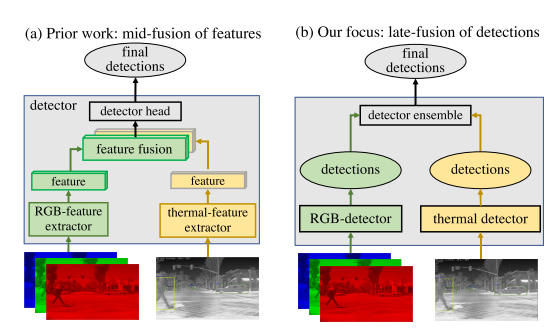 (a) Prior work: mid-fusion of features
final
detections
detector
detector head
feature fusion
feature
feature
RGB-feature
extractor
thermal-feature
extractor
(b) Our focus: late-fusion of detections
final
detections
detector ensemble
detections
detections
RGB-detector
thermal detector